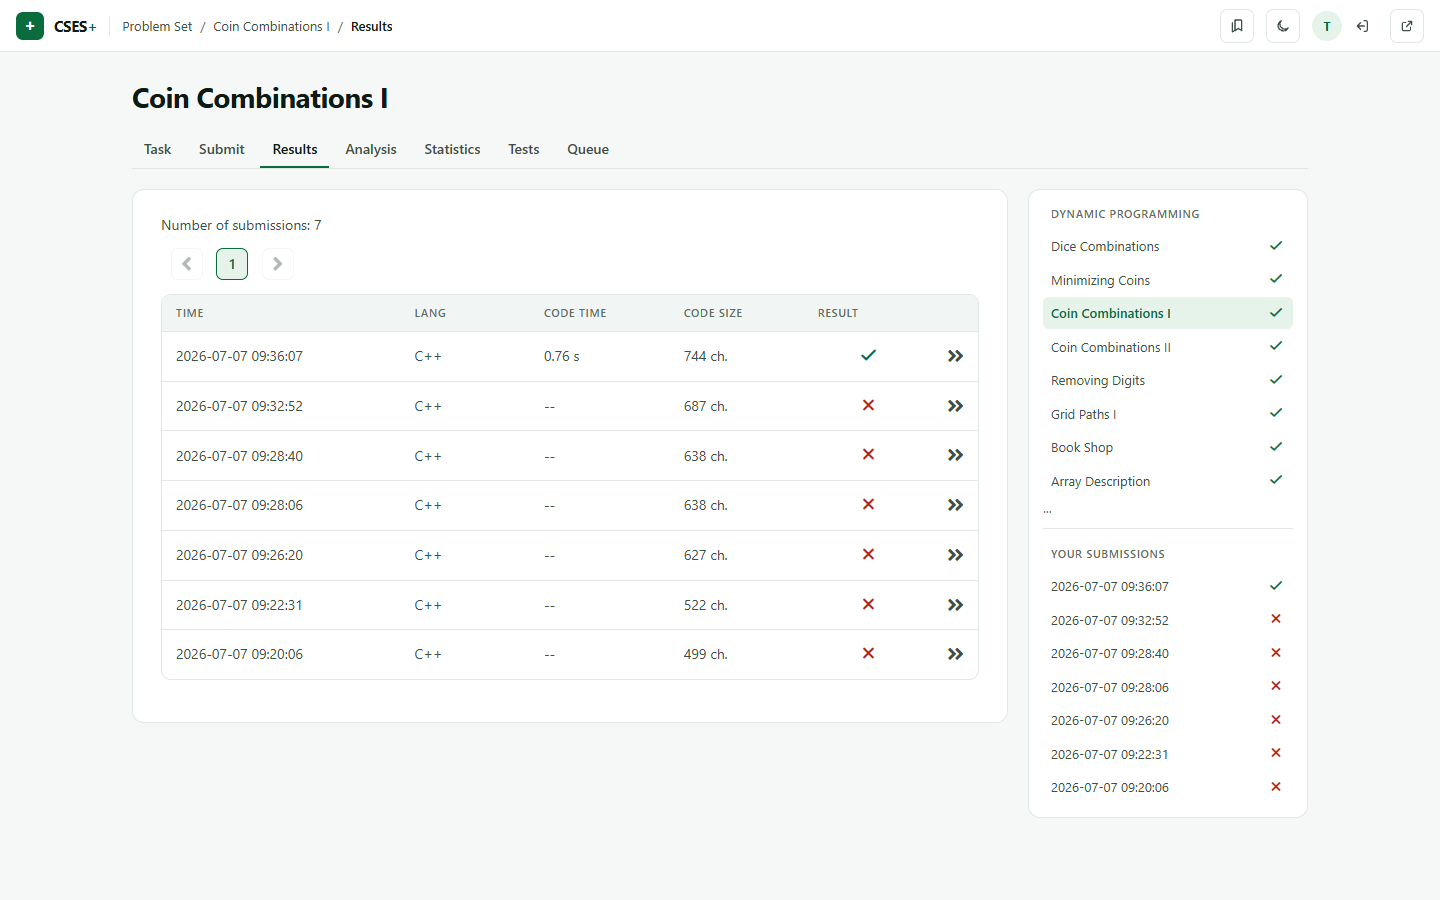 + CSES+ Problem Set / Coin Combinations I / Results T
Coin Combinations I
Task Submit Results Analysis Statistics Tests Queue
Number of submissions: 7
1
TIME LANG CODE TIME CODE SIZE RESULT
2026-07-07 09:36:07 C++ 0.76 s 744 ch.
2026-07-07 09:32:52 C++ -- 687 ch.
2026-07-07 09:28:40 C++ -- 638 ch.
2026-07-07 09:28:06 C++ -- 638 ch.
2026-07-07 09:26:20 C++ -- 627 ch.
2026-07-07 09:22:31 C++ -- 522 ch.
2026-07-07 09:20:06 C++ -- 499 ch.
DYNAMIC PROGRAMMING
Dice Combinations
Minimizing Coins
Coin Combinations I
Coin Combinations II
Removing Digits
Grid Paths I
Book Shop
Array Description
...
YOUR SUBMISSIONS
2026-07-07 09:36:07
2026-07-07 09:32:52
2026-07-07 09:28:40
2026-07-07 09:28:06
2026-07-07 09:26:20
2026-07-07 09:22:31
2026-07-07 09:20:06